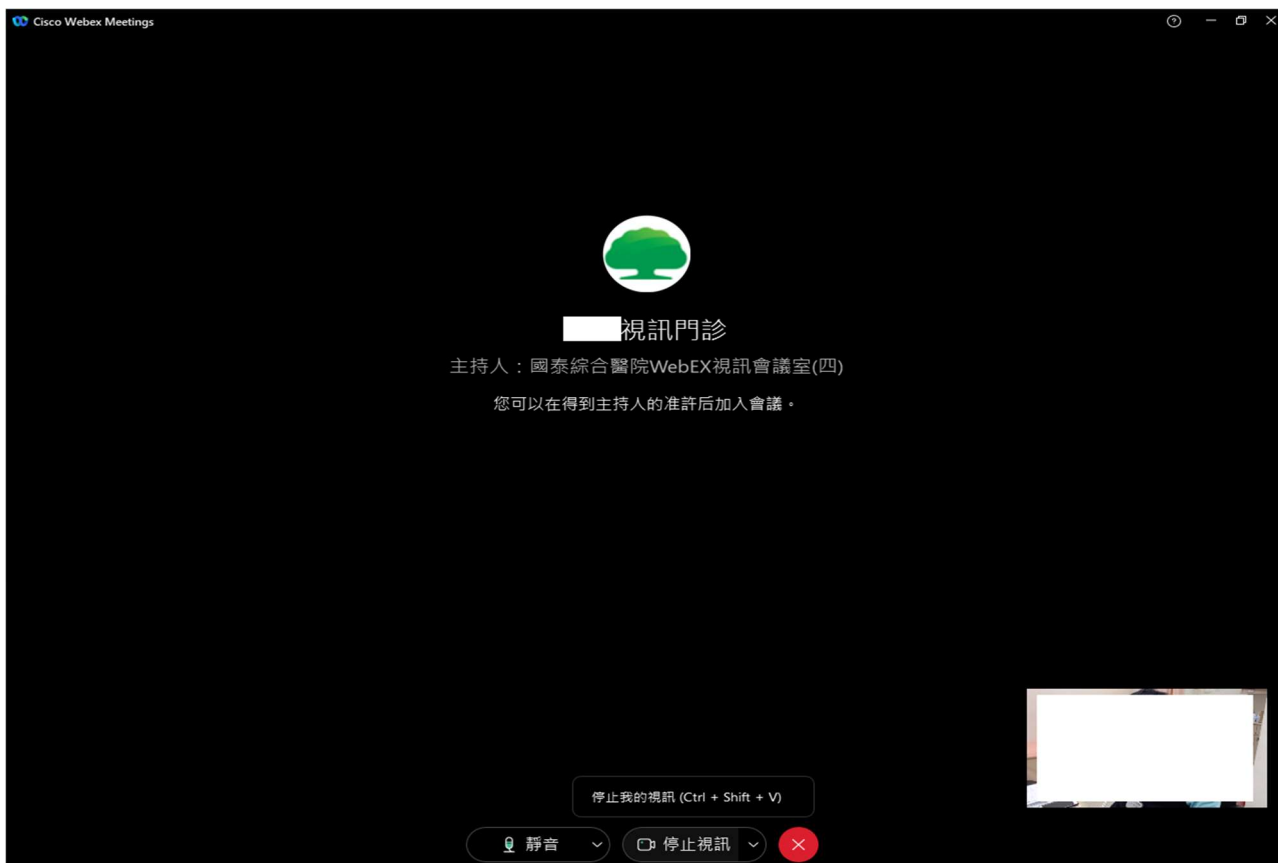 Cisco Webex Meetings
視訊門診
主持人：國泰綜合醫院WebEX視訊會議室(四)
您可以在得到主持人的准許后加入會議。
停止我的視訊 (Ctrl + Shift + V)
靜音
停止視訊